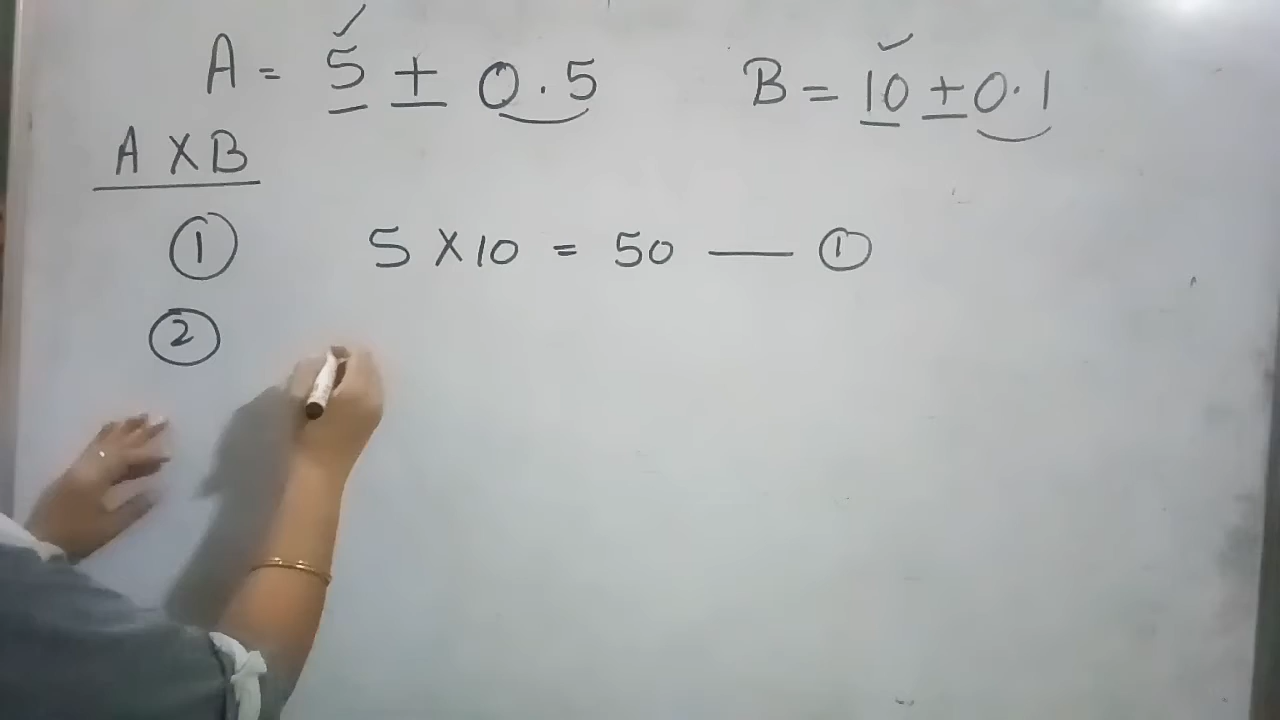 A = 5 ± 0.5 B = 10 ± 0.1
A X B
① 5 X 10 = 50 — ①
②